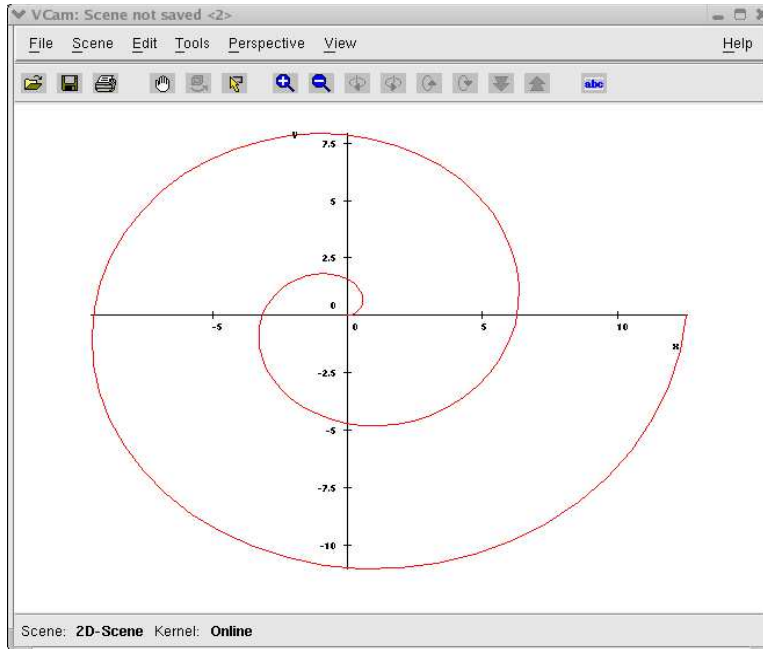 VCam: Scene not saved <2>
File Scene Edit Tools Perspective View Help
abc
y
7.5
5
2.5
0
-5 0 5 10
x
-2.5
-5
-7.5
-10
Scene: 2D-Scene Kernel: Online